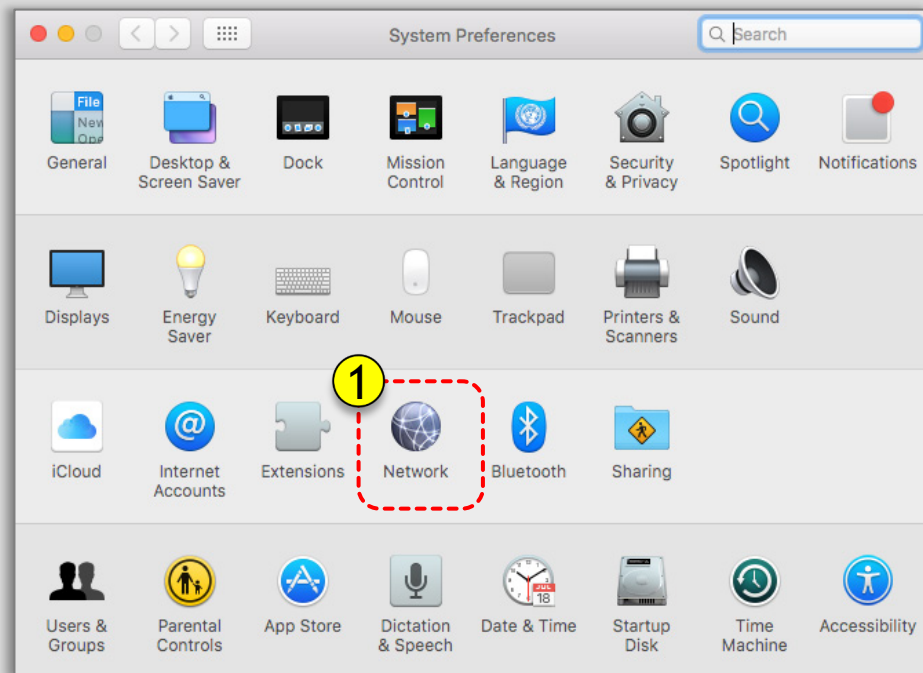 System Preferences
Search
File
New
Ope
General
Desktop &
Screen Saver
Dock
Mission
Control
Language
& Region
Security
& Privacy
Spotlight
Notifications
Displays
Energy
Saver
Keyboard
Mouse
Trackpad
Printers &
Scanners
Sound
1
iCloud
@
Internet
Accounts
Extensions
Network
Bluetooth
Sharing
Users &
Groups
Parental
Controls
App Store
Dictation
& Speech
JUL
18
Date & Time
Startup
Disk
Time
Machine
Accessibility